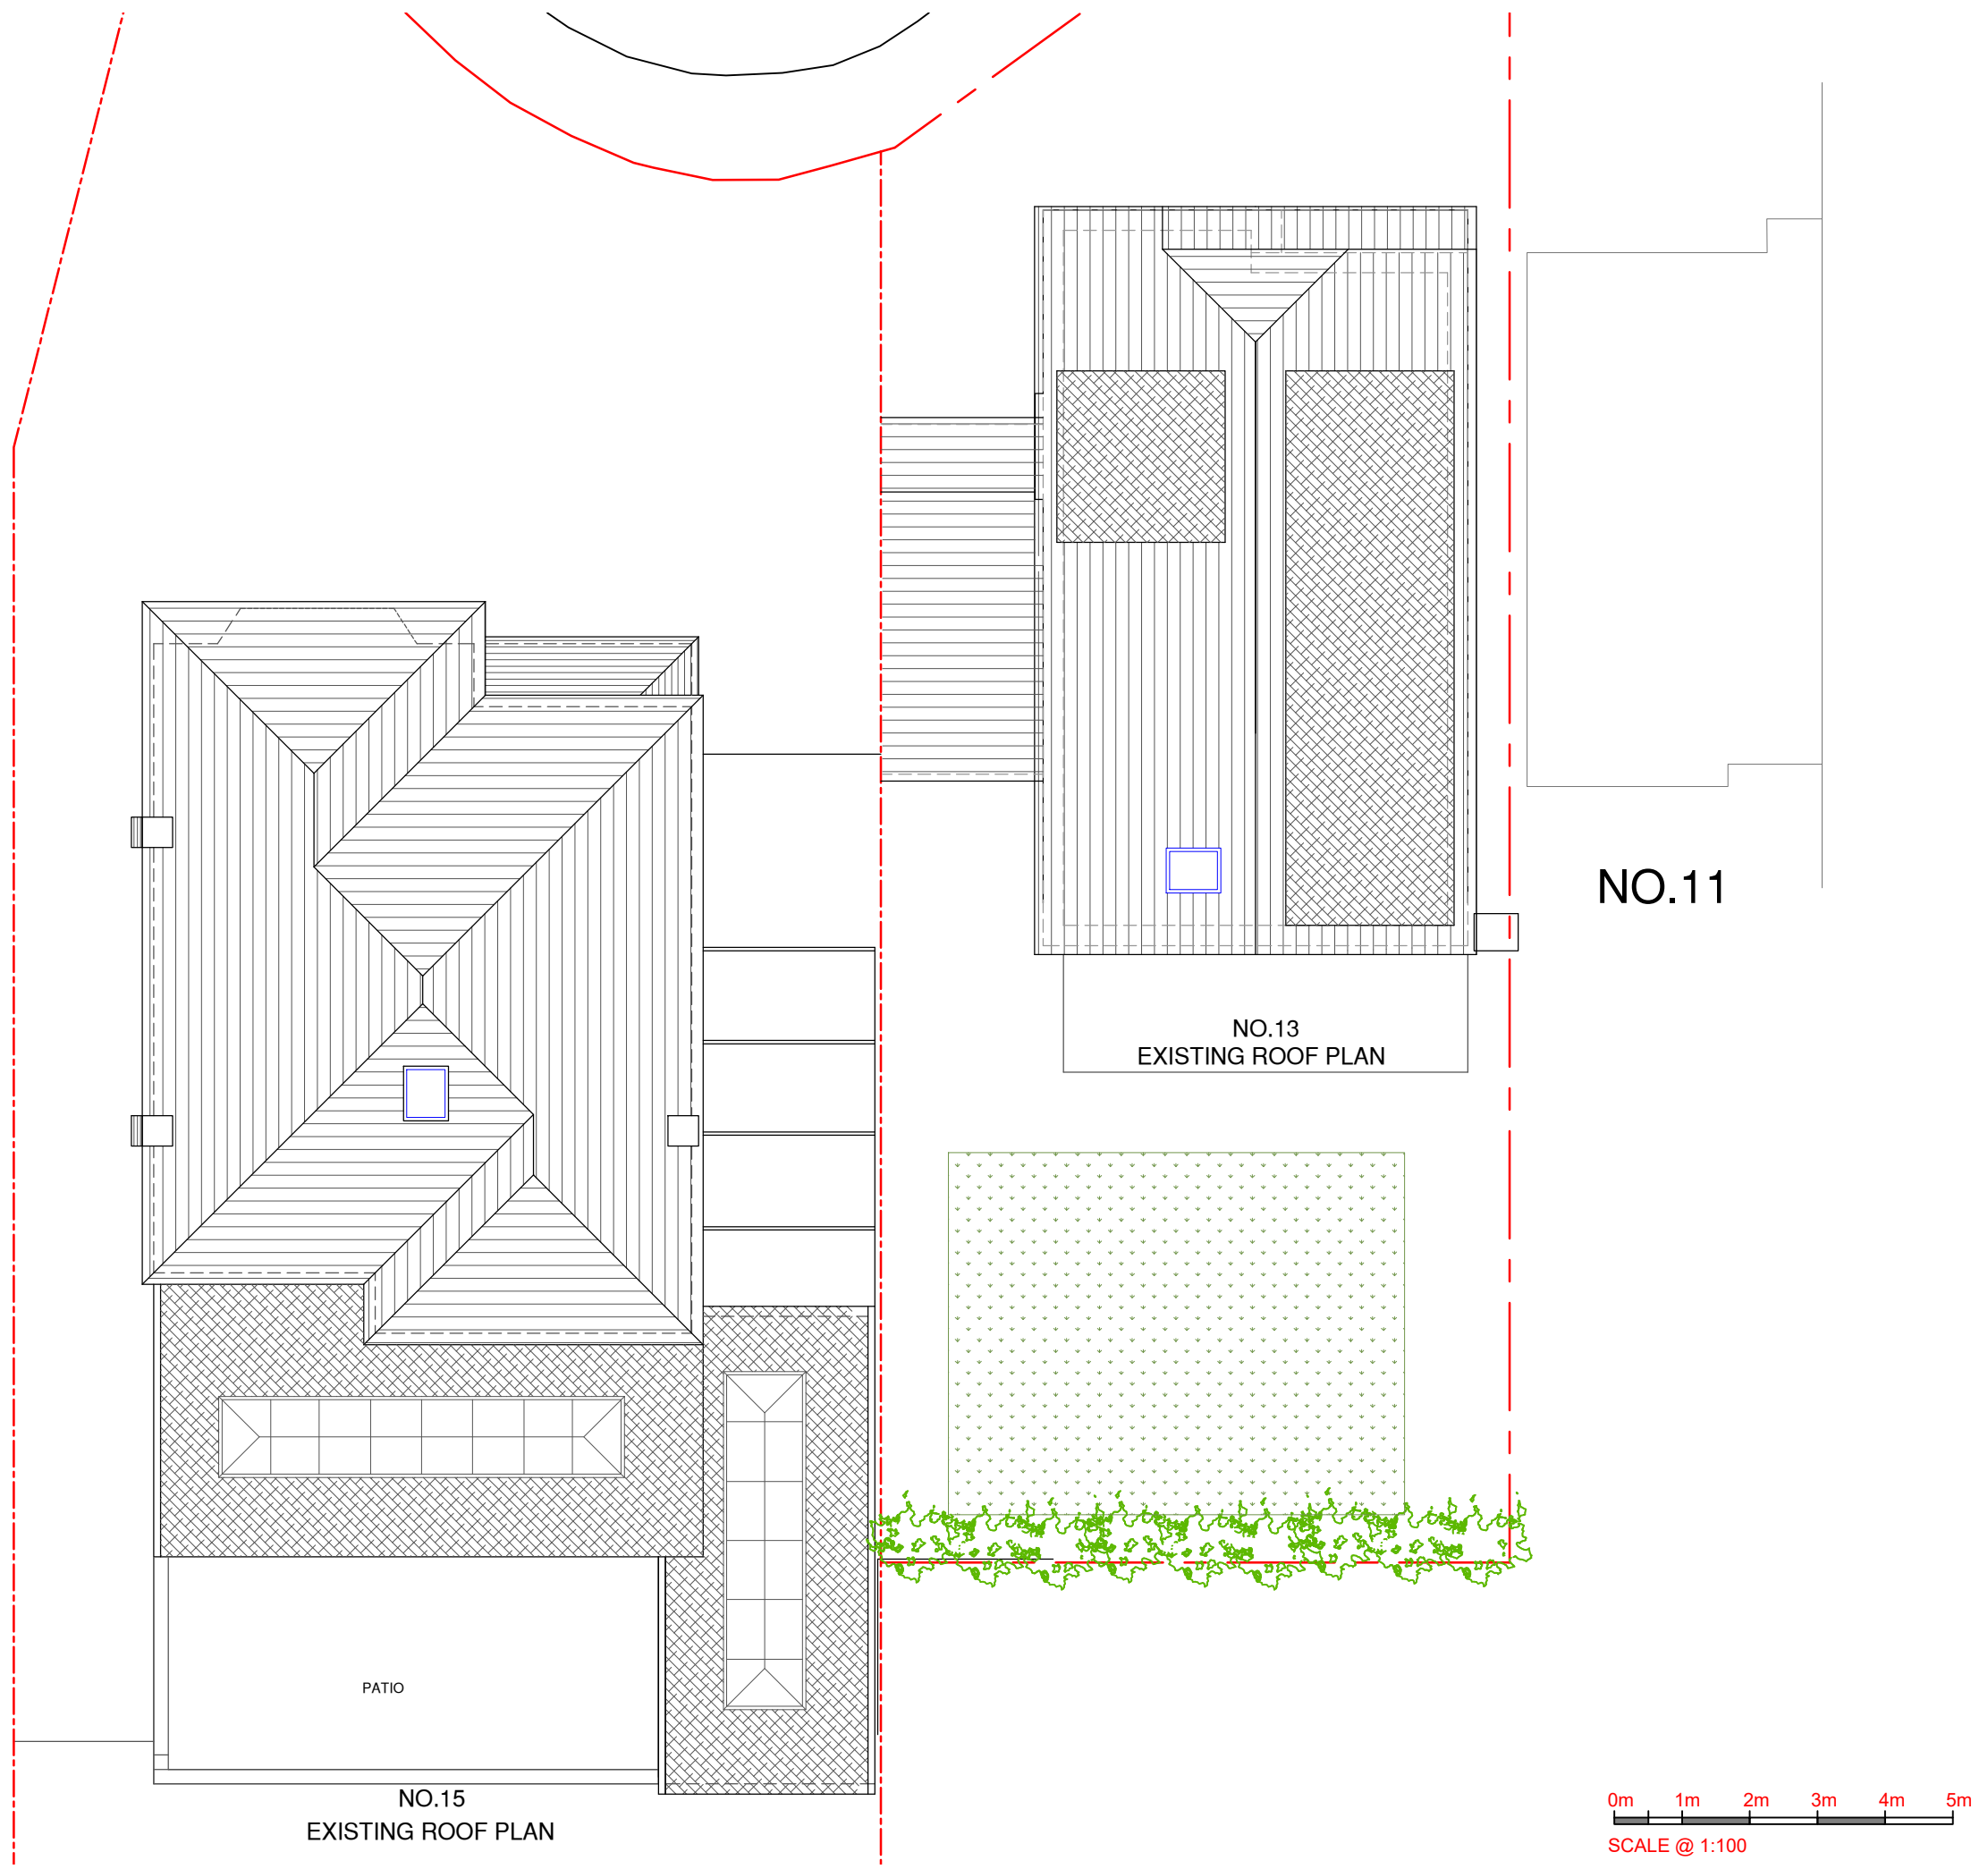 NO.11
NO.13
EXISTING ROOF PLAN
PATIO
NO.15
EXISTING ROOF PLAN
0m 1m 2m 3m 4m 5m
SCALE @ 1:100